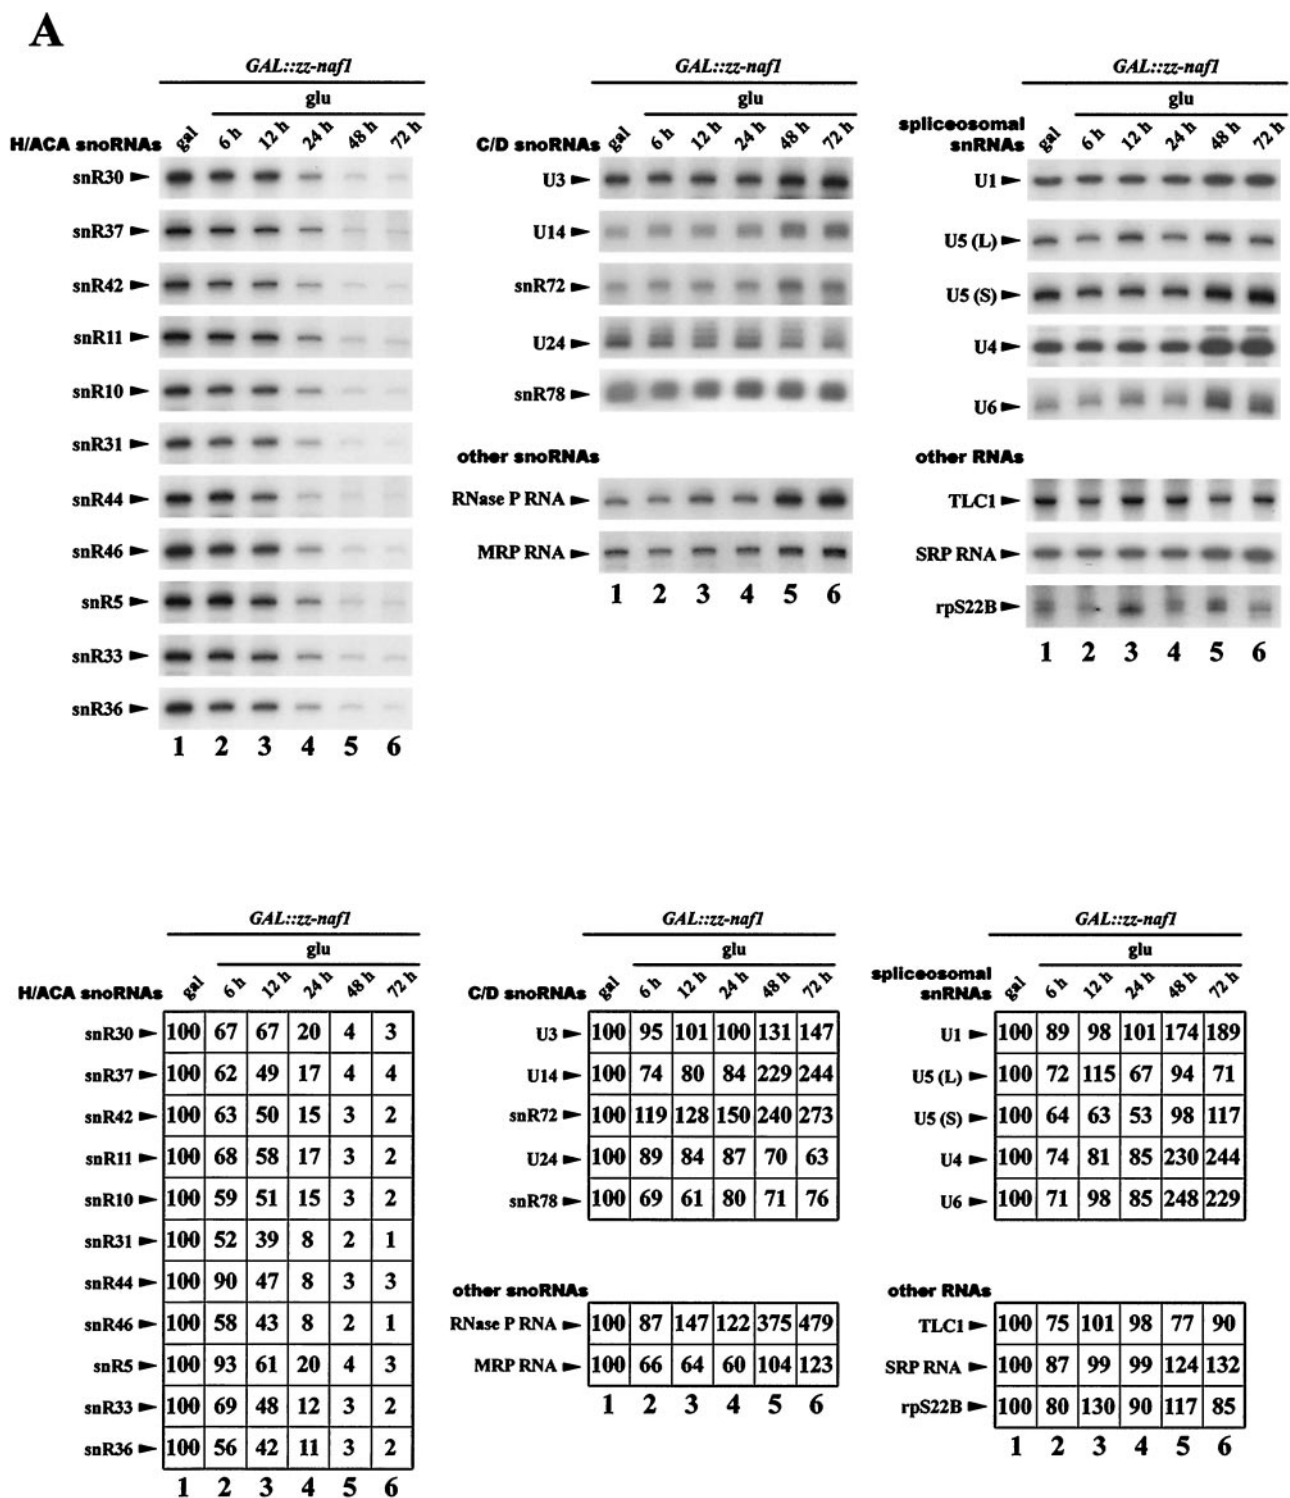 A
GAL::zz-naf1
glu
H/ACA snoRNAs gal 6 h 12 h 24 h 48 h 72 h
snR30
snR37
snR42
snR11
snR10
snR31
snR44
snR46
snR5
snR33
snR36
1 2 3 4 5 6
GAL::zz-naf1
glu
C/D snoRNAs gal 6 h 12 h 24 h 48 h 72 h
U3
U14
snR72
U24
snR78
other snoRNAs
RNase P RNA
MRP RNA
1 2 3 4 5 6
GAL::zz-naf1
glu
spliceosomal
snRNAs gal 6 h 12 h 24 h 48 h 72 h
U1
U5 (L)
U5 (S)
U4
U6
other RNAs
TLC1
SRP RNA
rpS22B
1 2 3 4 5 6
GAL::zz-naf1
glu
H/ACA snoRNAs gal 6 h 12 h 24 h 48 h 72 h
snR30 100 67 67 20 4 3
snR37 100 62 49 17 4 4
snR42 100 63 50 15 3 2
snR11 100 68 58 17 3 2
snR10 100 59 51 15 3 2
snR31 100 52 39 8 2 1
snR44 100 90 47 8 3 3
snR46 100 58 43 8 2 1
snR5 100 93 61 20 4 3
snR33 100 69 48 12 3 2
snR36 100 56 42 11 3 2
1 2 3 4 5 6
GAL::zz-naf1
glu
C/D snoRNAs gal 6 h 12 h 24 h 48 h 72 h
U3 100 95 101 100 131 147
U14 100 74 80 84 229 244
snR72 100 119 128 150 240 273
U24 100 89 84 87 70 63
snR78 100 69 61 80 71 76
other snoRNAs
RNase P RNA 100 87 147 122 375 479
MRP RNA 100 66 64 60 104 123
1 2 3 4 5 6
GAL::zz-naf1
glu
spliceosomal
snRNAs gal 6 h 12 h 24 h 48 h 72 h
U1 100 89 98 101 174 189
U5 (L) 100 72 115 67 94 71
U5 (S) 100 64 63 53 98 117
U4 100 74 81 85 230 244
U6 100 71 98 85 248 229
other RNAs
TLC1 100 75 101 98 77 90
SRP RNA 100 87 99 99 124 132
rpS22B 100 80 130 90 117 85
1 2 3 4 5 6